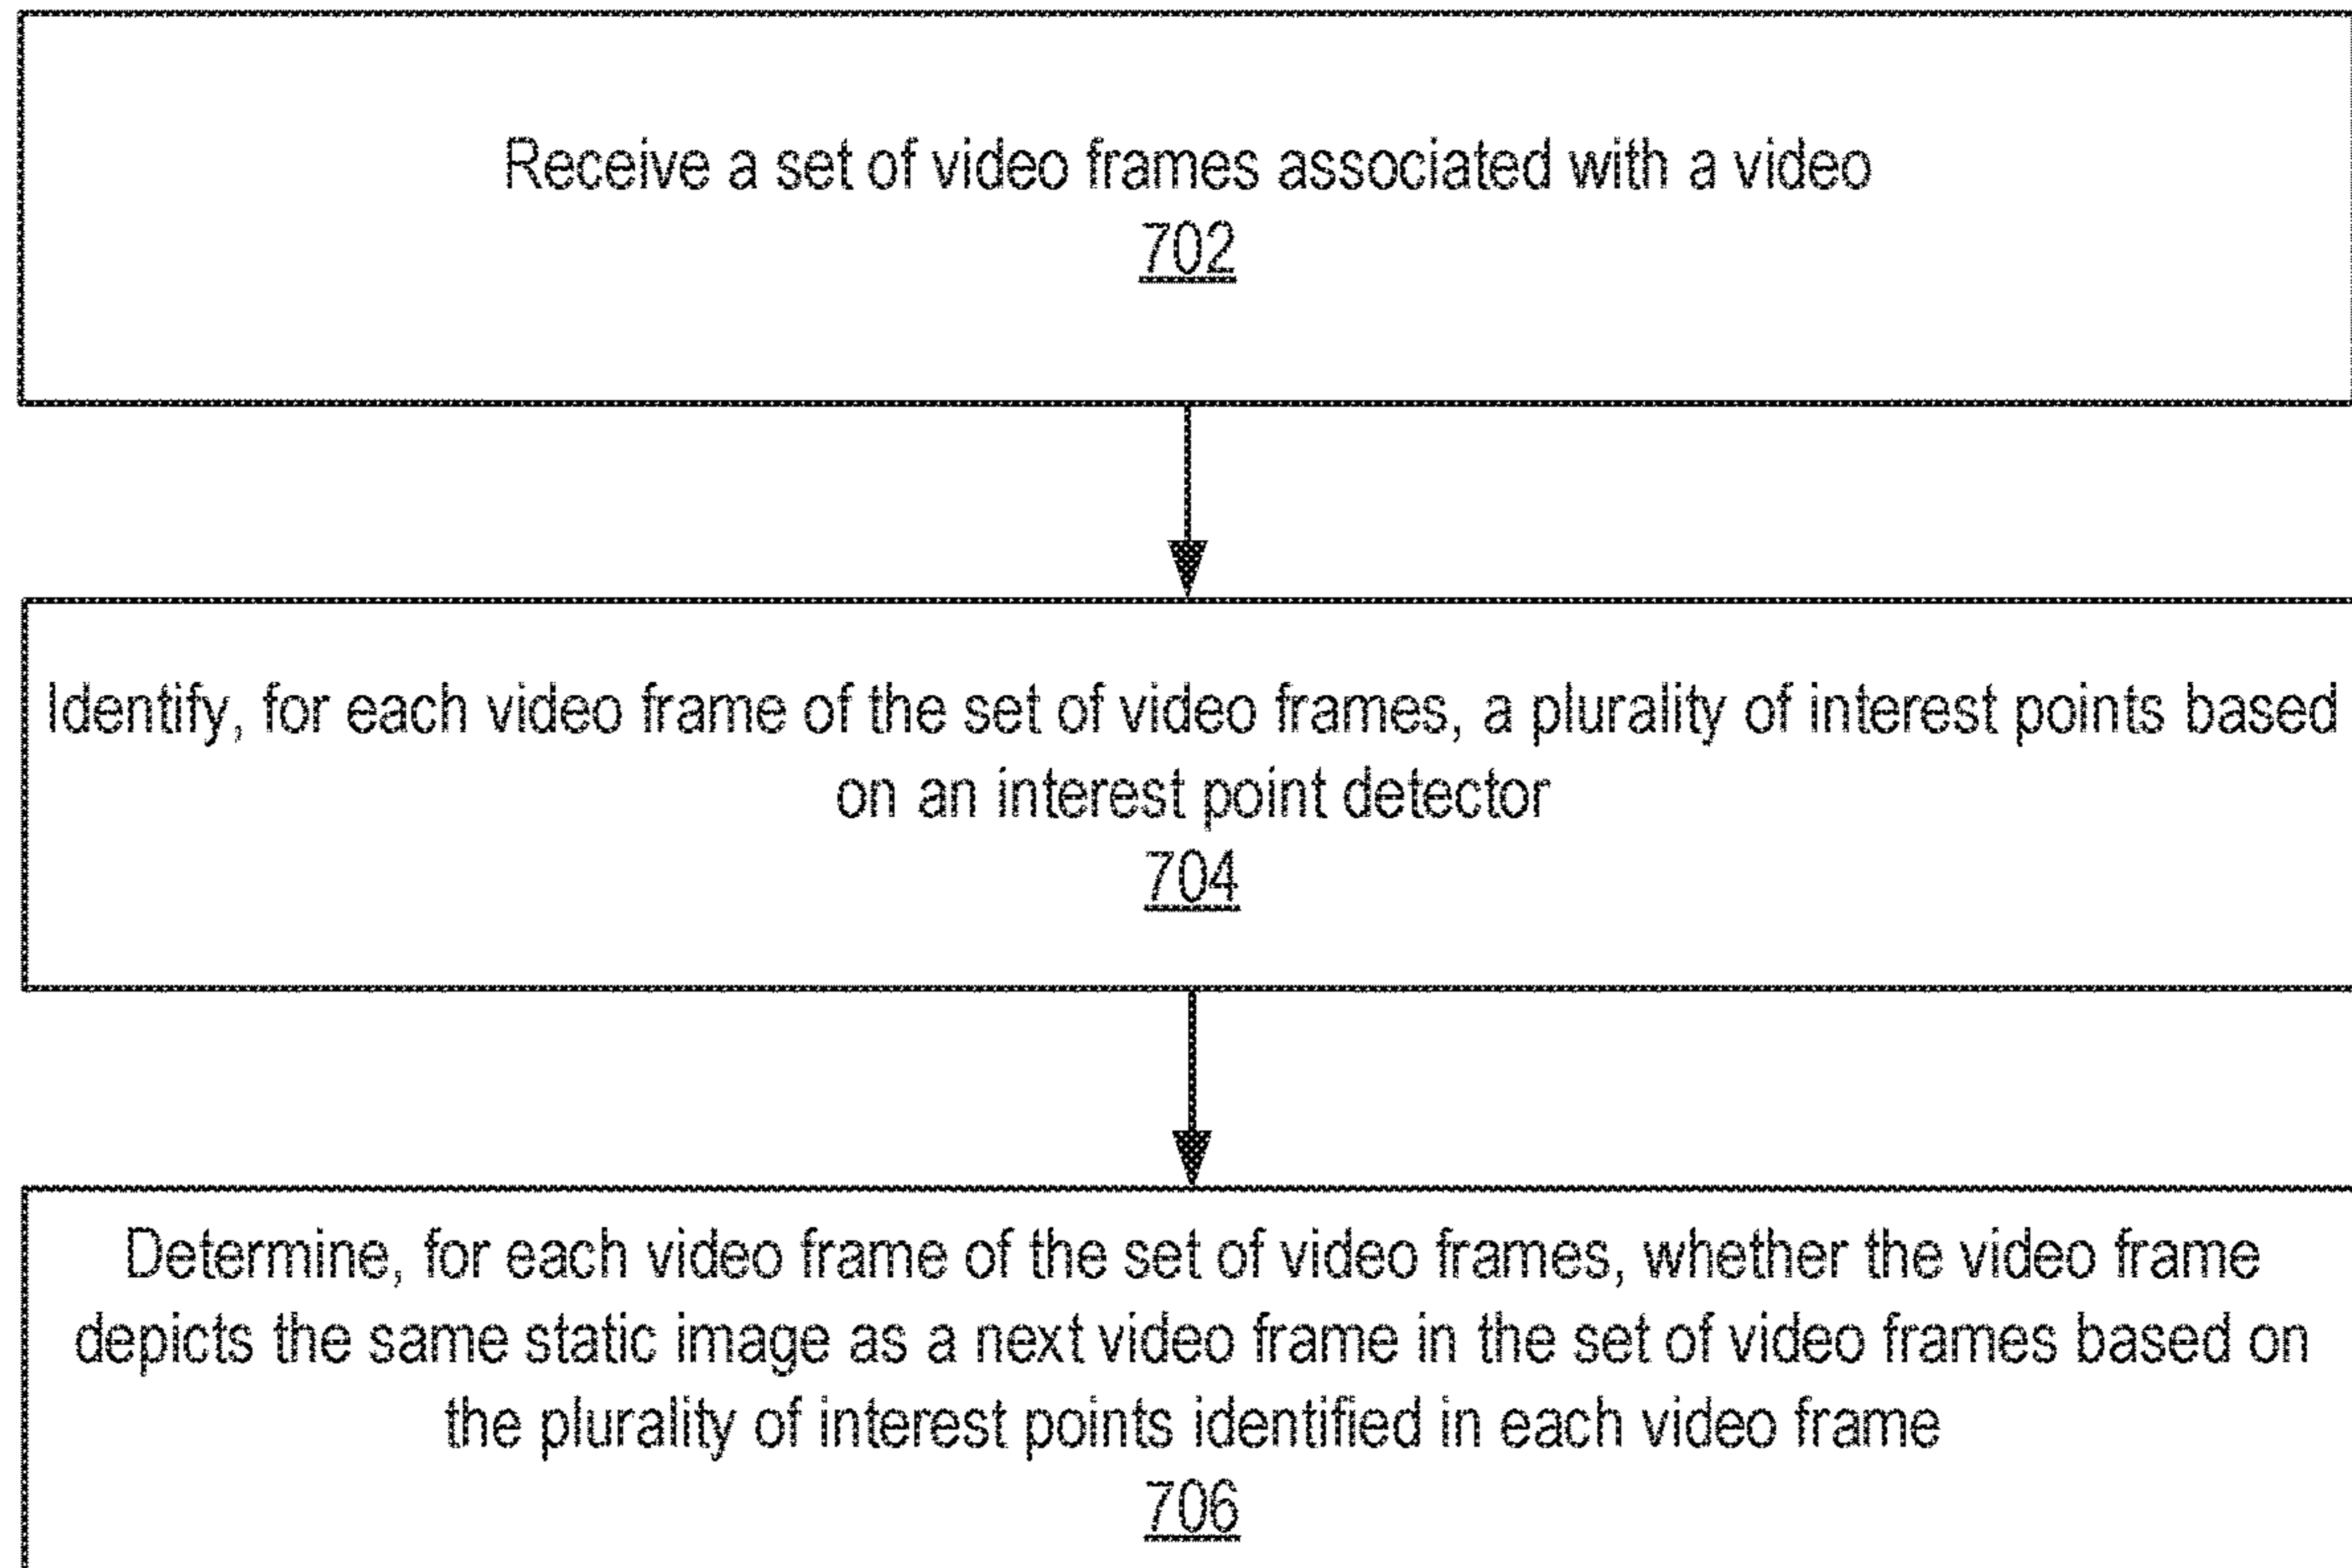 Receive a set of video frames associated with a video
702
Identify, for each video frame of the set of video frames, a plurality of interest points based
on an interest point detector
704
Determine, for each video frame of the set of video frames, whether the video frame
depicts the same static image as a next video frame in the set of video frames based on
the plurality of interest points identified in each video frame
706